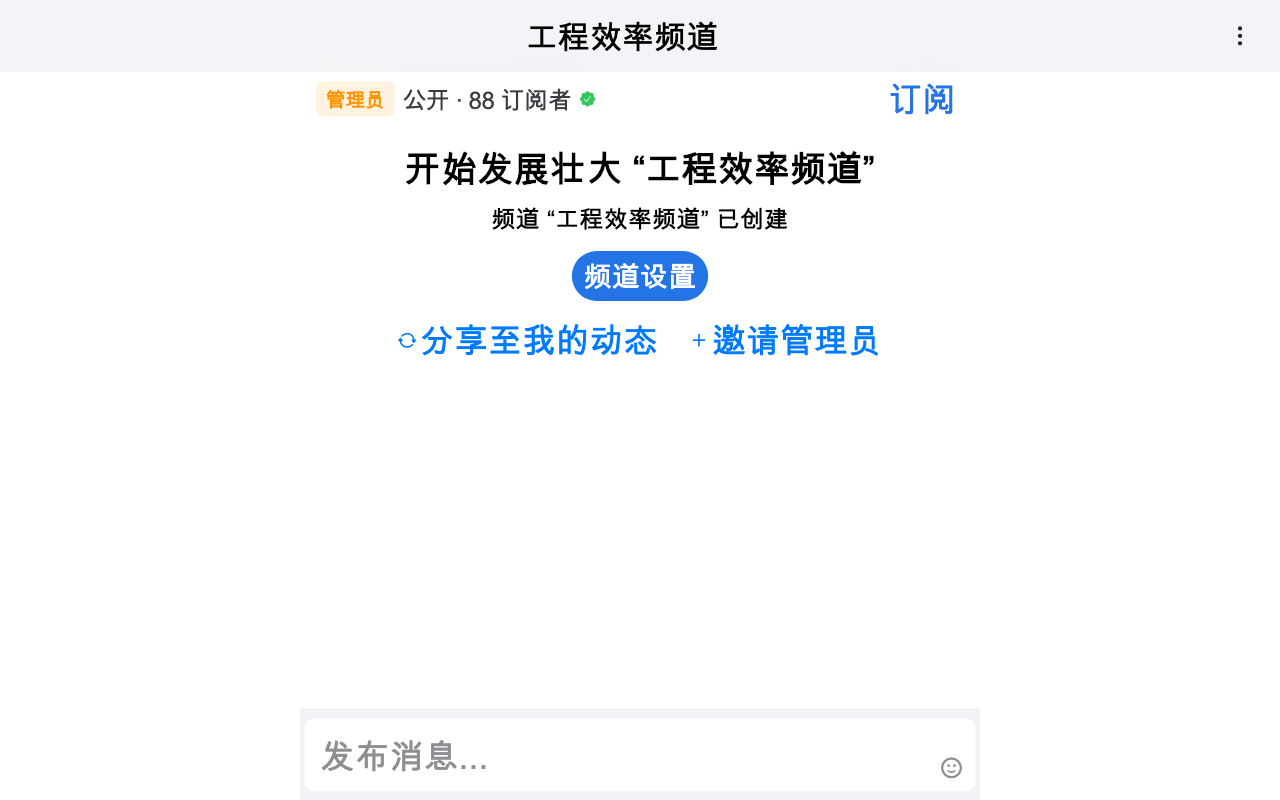 工程效率频道
管理员 公开 · 88 订阅者 订阅
开始发展壮大 “工程效率频道”
频道 “工程效率频道” 已创建
频道设置
分享至我的动态 + 邀请管理员
发布消息...